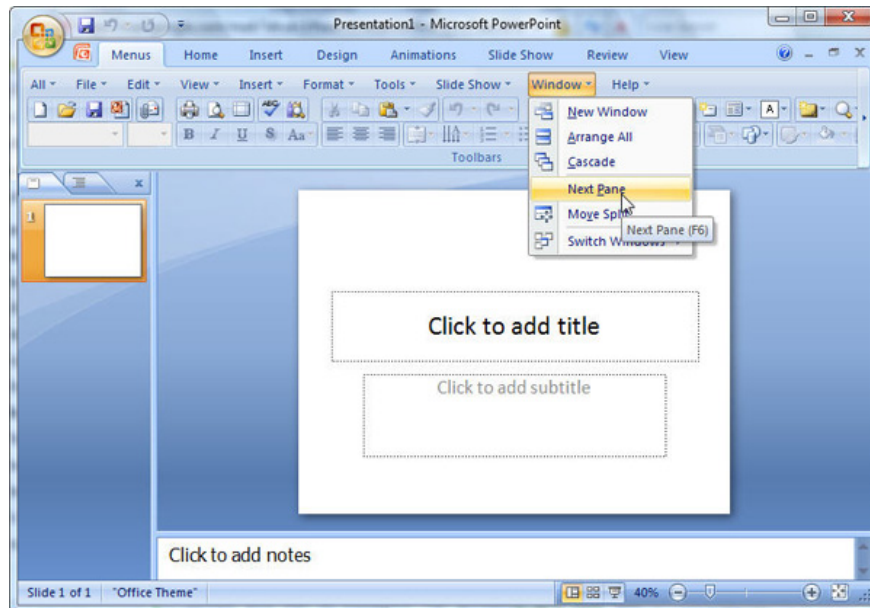 Presentation1 - Microsoft PowerPoint
Menus Home Insert Design Animations Slide Show Review View
All File Edit View Insert Format Tools Slide Show Window Help
ABC
B I U S Aa A
Toolbars
New Window
Arrange All
Cascade
Next Pane
Move Split
Next Pane (F6)
Switch Windows
1
Click to add title
Click to add subtitle
Click to add notes
Slide 1 of 1 "Office Theme" 40%